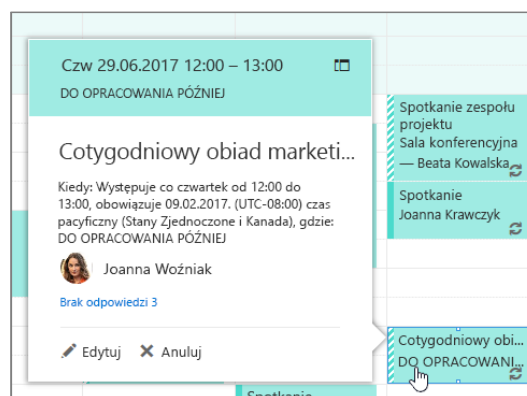 Czw 29.06.2017 12:00 – 13:00
DO OPRACOWANIA PÓŹNIEJ
Cotygodniowy obiad marketi...
Kiedy: Występuje co czwartek od 12:00 do
13:00, obowiązuje 09.02.2017. (UTC-08:00) czas
pacyficzny (Stany Zjednoczone i Kanada), gdzie:
DO OPRACOWANIA PÓŹNIEJ
Joanna Woźniak
Brak odpowiedzi 3
Edytuj
Anuluj
Spotkanie zespołu
projektu
Sala konferencyjna
— Beata Kowalska
Spotkanie
Joanna Krawczyk
Cotygodniowy obi...
DO OPRACOWANI...
Spotkanie